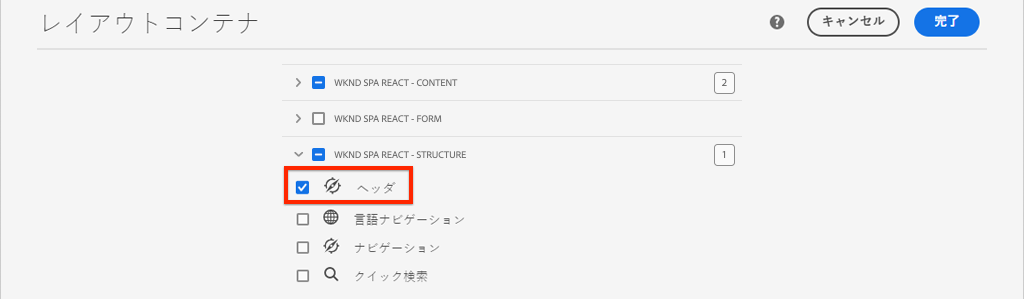 レイアウトコンテナ
? キャンセル 完了
WKND SPA REACT - CONTENT 2
WKND SPA REACT - FORM
WKND SPA REACT - STRUCTURE 1
ヘッダ
言語ナビゲーション
ナビゲーション
クイック検索